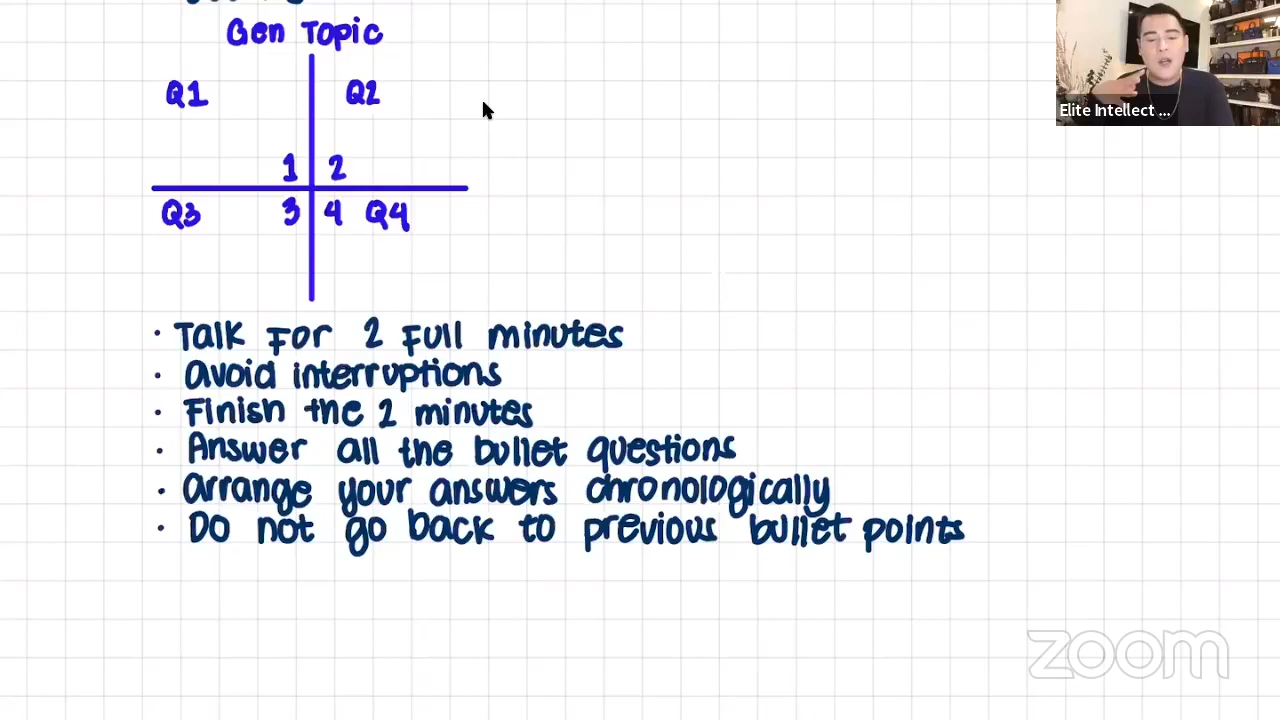 Gen Topic
Elite Intellect ...
Q1
Q2
1 2
Q3 3 4 Q4
· Talk For 2 Full minutes
· avoid interruptions
· Finish the 2 minutes
· Answer all the bullet questions
· arrange your answers chronologically
· Do not go back to previous bullet points
zoom